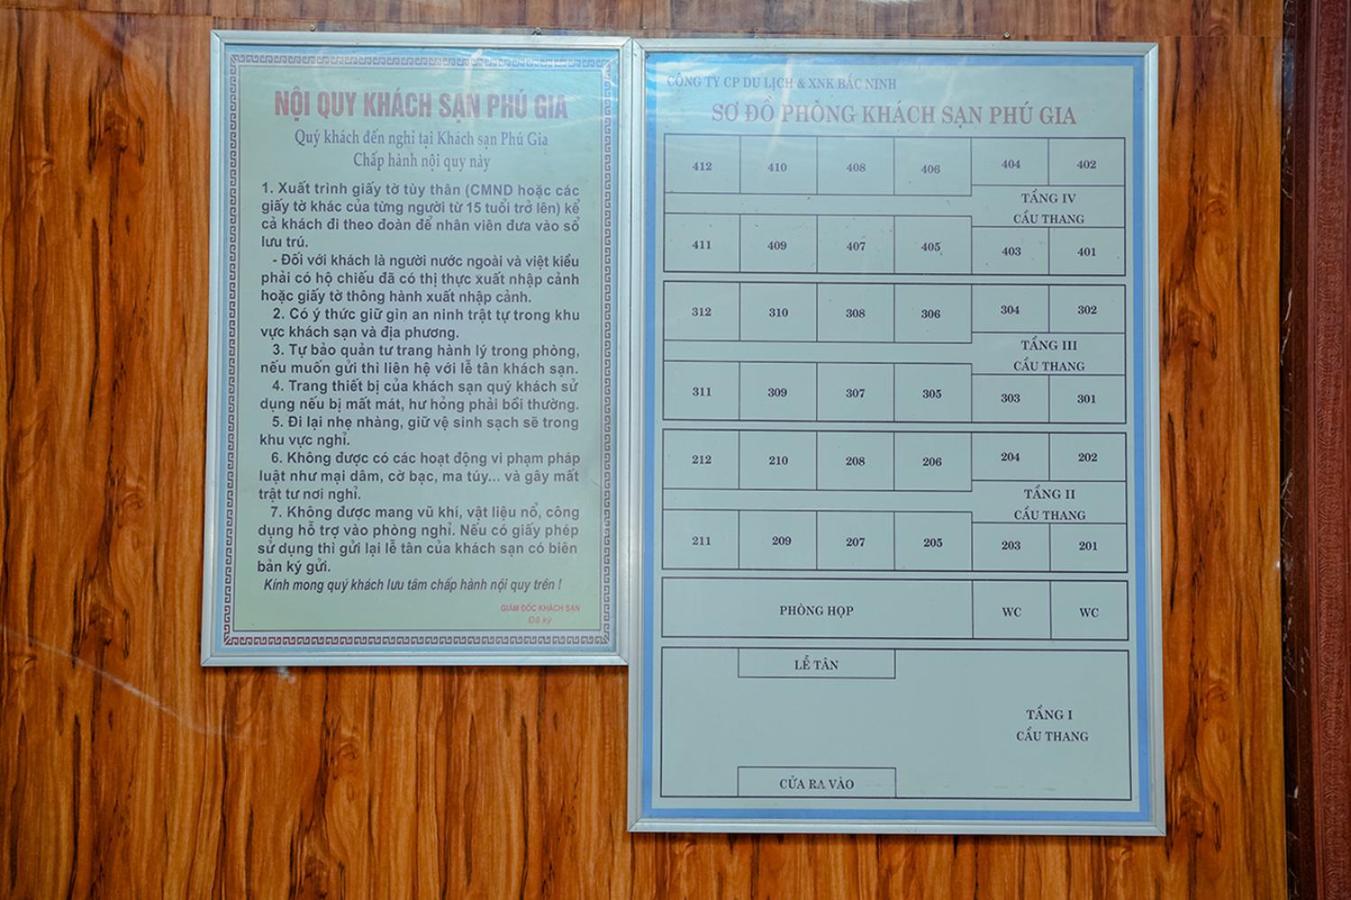 NỘI QUY KHÁCH SẠN PHÚ GIA
Quý khách đến nghỉ tại Khách sạn Phú Gia
Chấp hành nội quy này
1. Xuất trình giấy tờ tùy thân (CMND hoặc các
giấy tờ khác của từng người từ 15 tuổi trở lên) kể
cả khách đi theo đoàn để nhân viên đưa vào sổ
lưu trú.
- Đối với khách là người nước ngoài và việt kiều
phải có hộ chiếu đã có thị thực xuất nhập cảnh
hoặc giấy tờ thông hành xuất nhập cảnh.
2. Có ý thức giữ gìn an ninh trật tự trong khu
vực khách sạn và địa phương.
3. Tự bảo quản tư trang hành lý trong phòng,
nếu muốn gửi thì liên hệ với lễ tân khách sạn.
4. Trang thiết bị của khách sạn quý khách sử
dụng nếu bị mất mát, hư hỏng phải bồi thường.
5. Đi lại nhẹ nhàng, giữ vệ sinh sạch sẽ trong
khu vực nghỉ.
6. Không được có các hoạt động vi phạm pháp
luật như mại dâm, cờ bạc, ma túy... và gây mất
trật tư nơi nghỉ.
7. Không được mang vũ khí, vật liệu nổ, công
dụng hỗ trợ vào phòng nghỉ. Nếu có giấy phép
sử dụng thì gửi lại lễ tân của khách sạn có biên
bản ký gửi.
Kính mong quý khách lưu tâm chấp hành nội quy trên !
GIÁM ĐỐC KHÁCH SẠN
Đã ký
CÔNG TY CP DU LỊCH & XNK BẮC NINH
SƠ ĐỒ PHÒNG KHÁCH SẠN PHÚ GIA
412 410 408 406 404 402
TẦNG IV
CẦU THANG
411 409 407 405 403 401
312 310 308 306 304 302
TẦNG III
CẦU THANG
311 309 307 305 303 301
212 210 208 206 204 202
TẦNG II
CẦU THANG
211 209 207 205 203 201
PHÒNG HỌP WC WC
LỄ TÂN
TẦNG I
CẦU THANG
CỬA RA VÀO